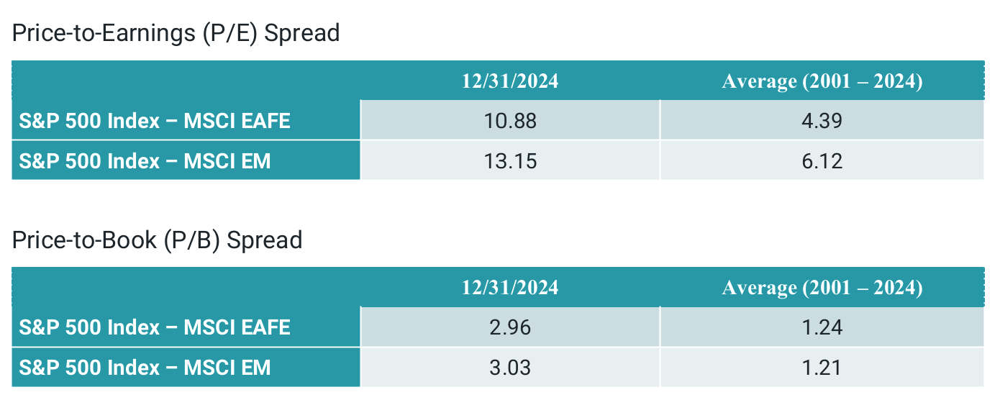 Price-to-Earnings (P/E) Spread
12/31/2024 Average (2001 – 2024)
S&P 500 Index – MSCI EAFE 10.88 4.39
S&P 500 Index – MSCI EM 13.15 6.12
Price-to-Book (P/B) Spread
12/31/2024 Average (2001 – 2024)
S&P 500 Index – MSCI EAFE 2.96 1.24
S&P 500 Index – MSCI EM 3.03 1.21